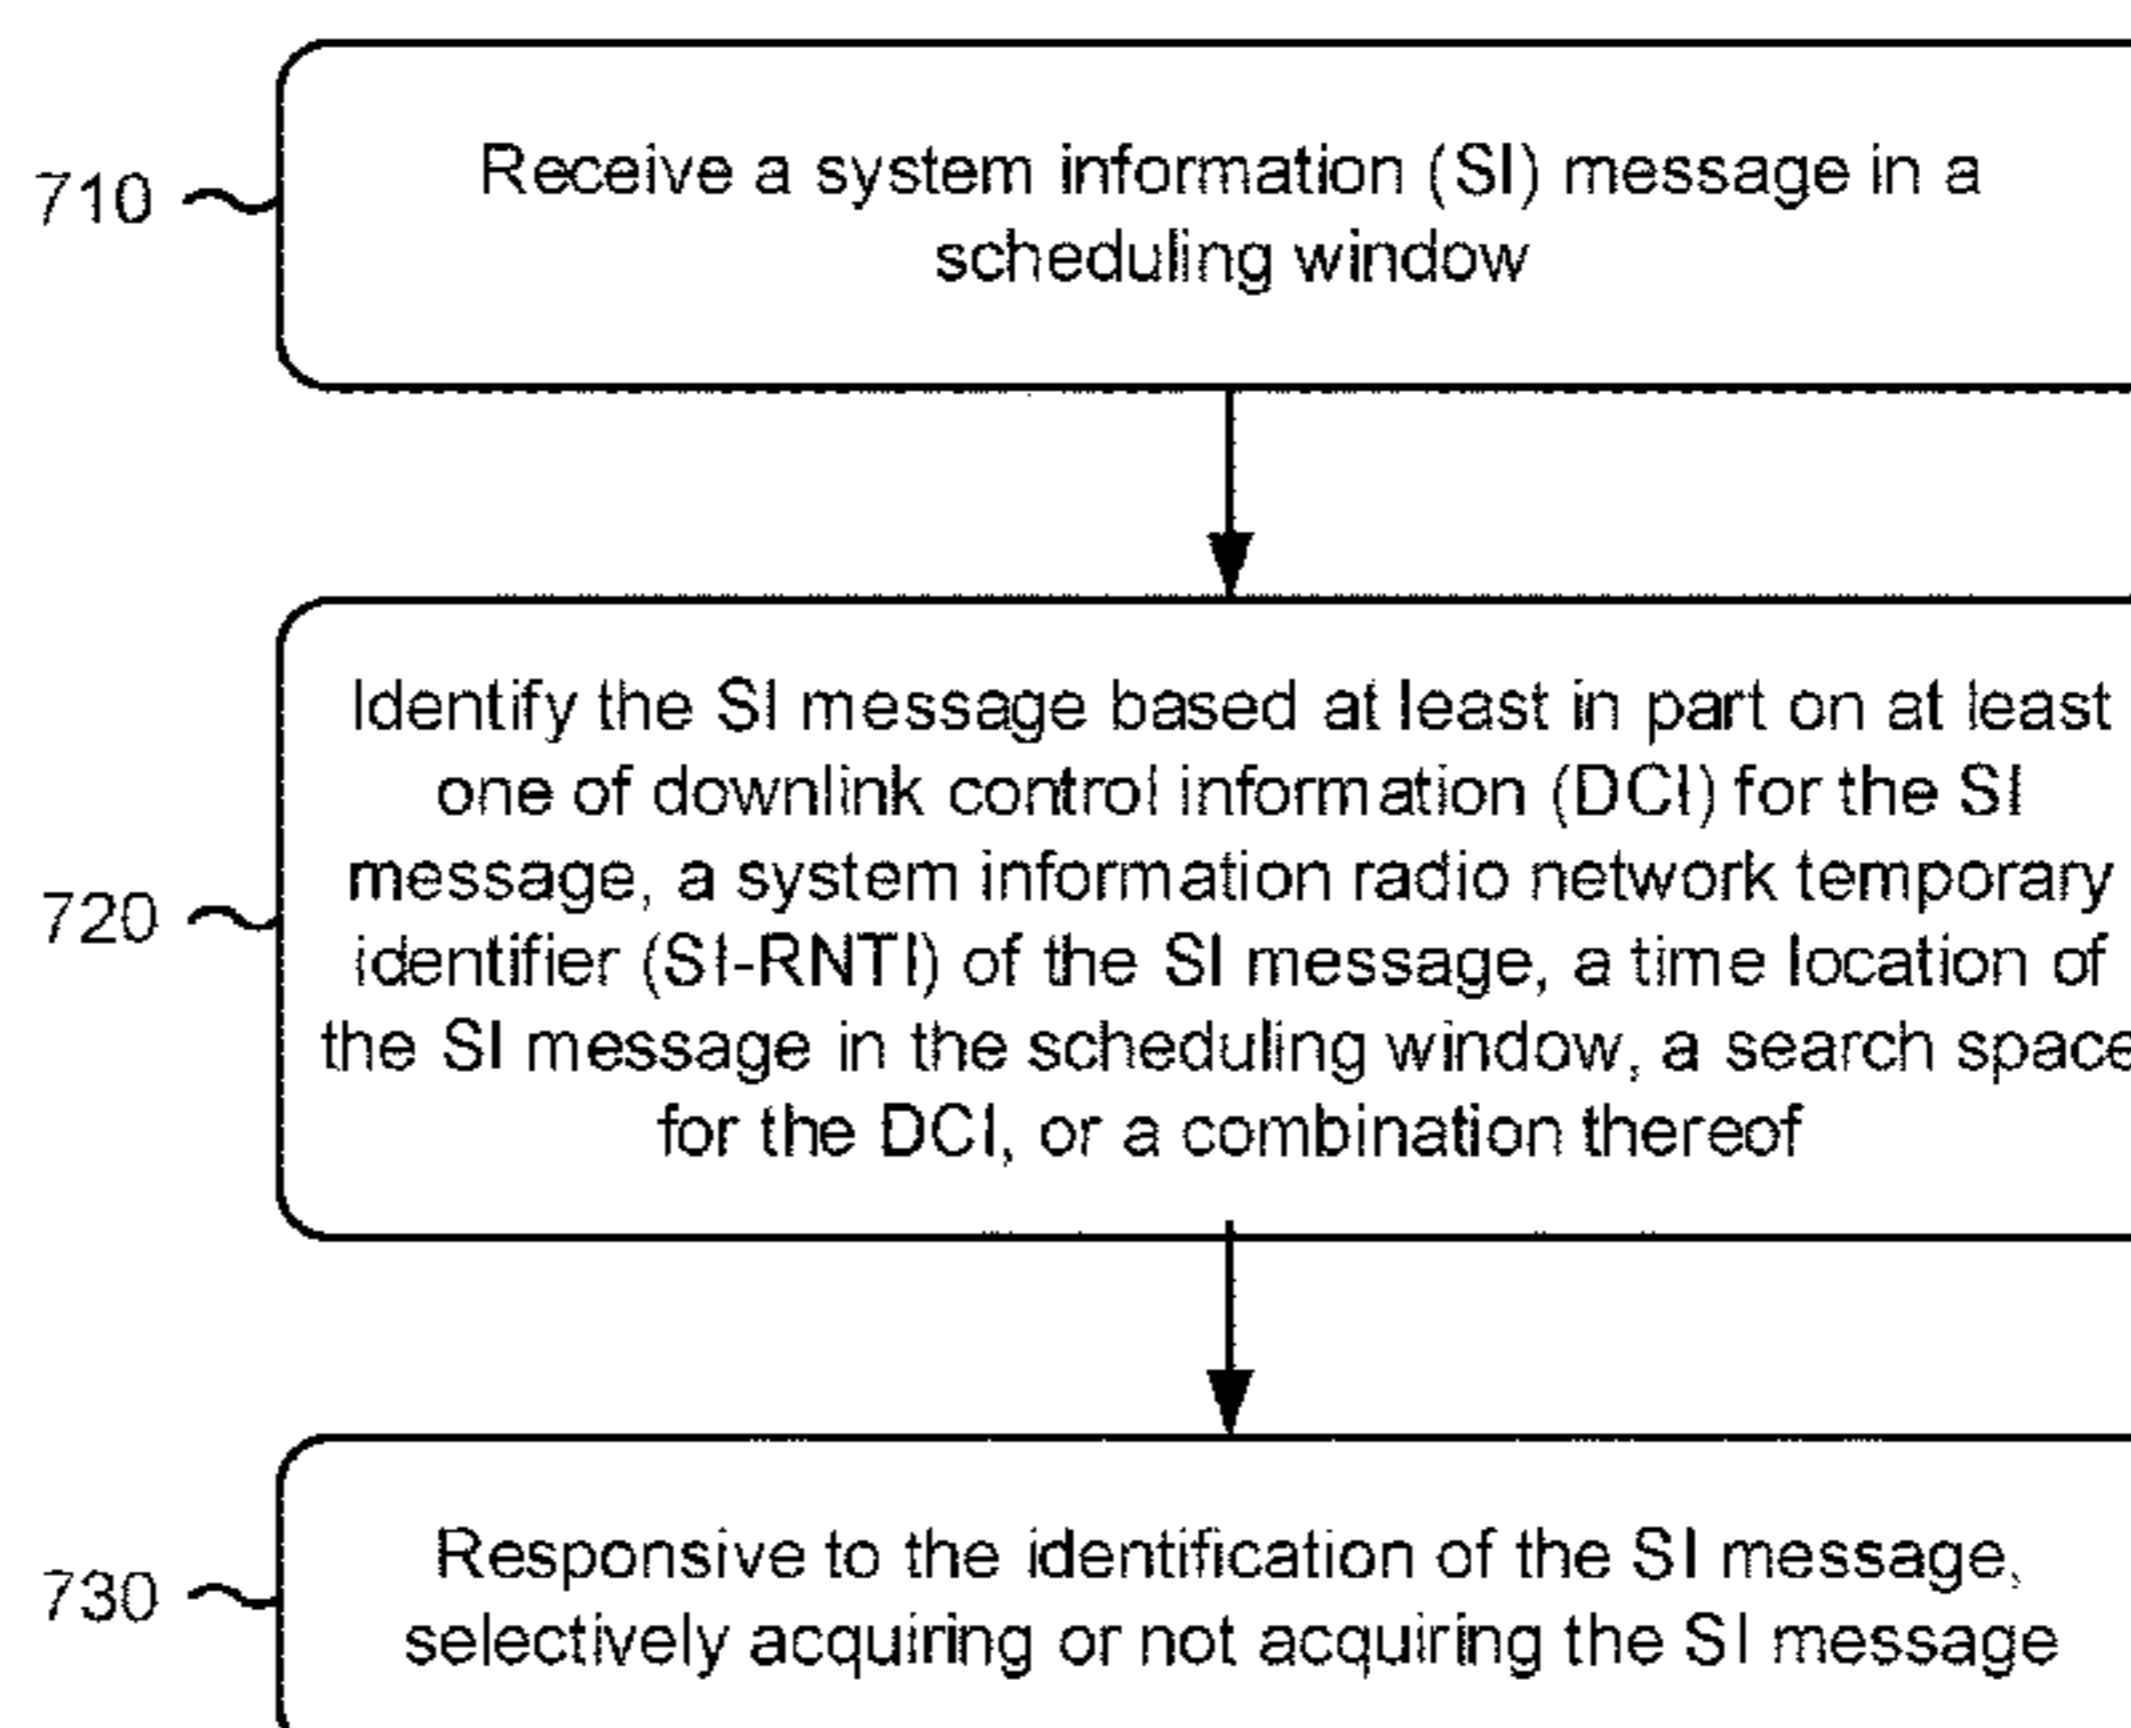 710
Receive a system information (SI) message in a
scheduling window
720
Identify the SI message based at least in part on at least
one of downlink control information (DCI) for the SI
message, a system information radio network temporary
identifier (SI-RNTI) of the SI message, a time location of
the SI message in the scheduling window, a search space
for the DCI, or a combination thereof
730
Responsive to the identification of the SI message,
selectively acquiring or not acquiring the SI message